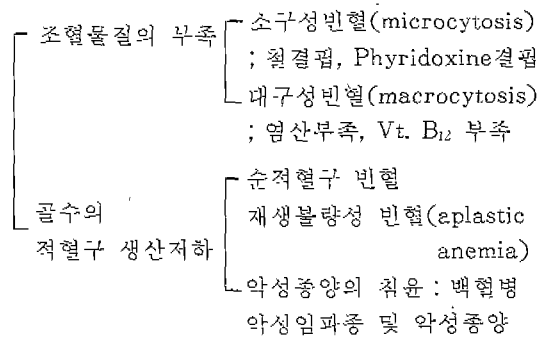 조혈물질의 부족
소구성빈혈(microcytosis)
; 철결핍, Phyridoxine결핍
대구성빈혈(macrocytosis)
; 엽산부족, Vt. B₁₂ 부족
골수의
적혈구 생산저하
순적혈구 빈혈
재생불량성 빈혈(aplastic
anemia)
악성종양의 침윤 : 백혈병
악성임파종 및 악성종양